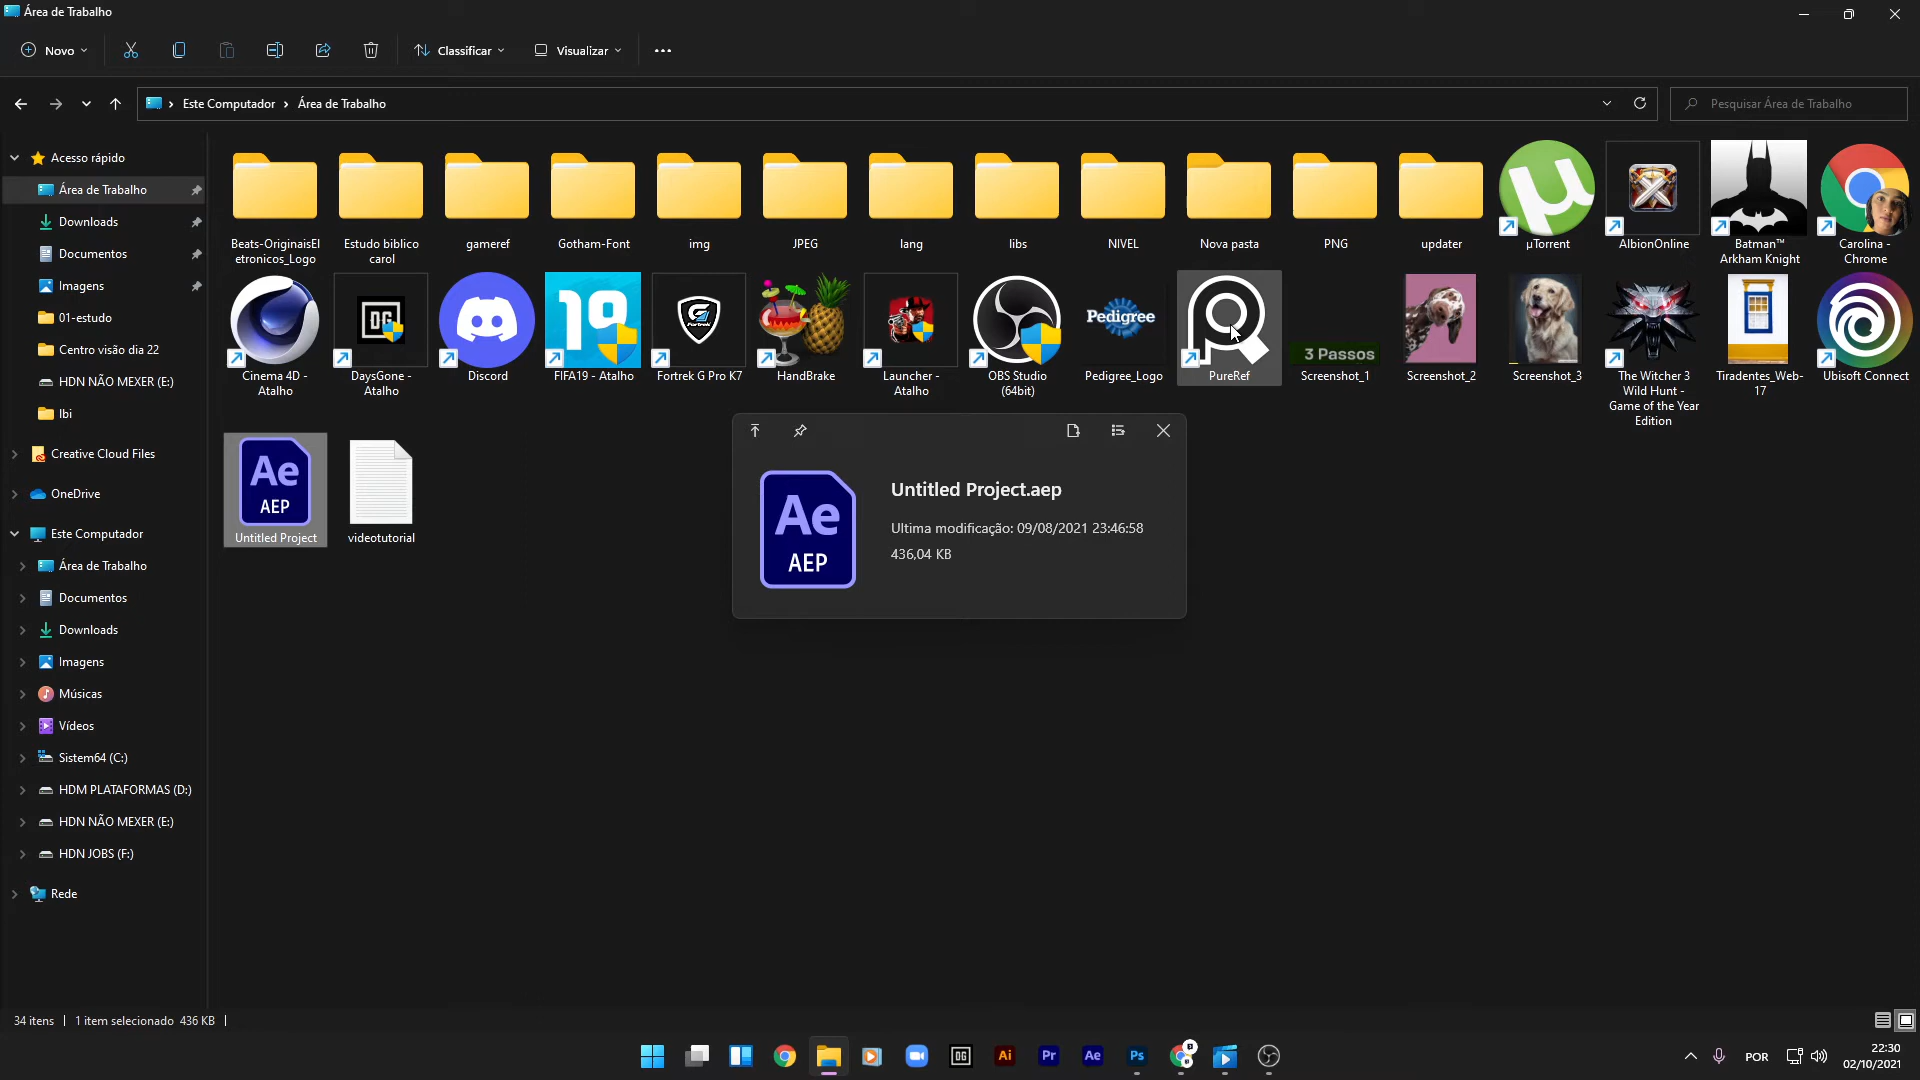 Área de Trabalho
Novo
Classificar
Visualizar
Este Computador
Área de Trabalho
Pesquisar Área de Trabalho
Acesso rápido
Área de Trabalho
Downloads
Documentos
Imagens
01-estudo
Centro visão dia 22
HDN NÃO MEXER (E:)
Ibi
Creative Cloud Files
OneDrive
Este Computador
Área de Trabalho
Documentos
Downloads
Imagens
Músicas
Vídeos
Sistem64 (C:)
HDM PLATAFORMAS (D:)
HDN NÃO MEXER (E:)
HDN JOBS (F:)
Rede
Beats-OriginaisEl
etronicos_Logo
Estudo biblico
carol
gameref
Gotham-Font
img
JPEG
lang
libs
NIVEL
Nova pasta
PNG
updater
µ
µTorrent
AlbionOnline
Batman™
Arkham Knight
Carolina -
Chrome
Cinema 4D -
Atalho
DG
DaysGone -
Atalho
Discord
19
FIFA19 - Atalho
Fortrek
Fortrek G Pro K7
HandBrake
Launcher -
Atalho
OBS Studio
(64bit)
Pedigree
Pedigree_Logo
PureRef
3 Passos
Screenshot_1
Screenshot_2
Screenshot_3
The Witcher 3
Wild Hunt -
Game of the Year
Edition
Tiradentes_Web-
17
Ubisoft Connect
Ae
AEP
Untitled Project
videotutorial
Ae
AEP
Untitled Project.aep
Ultima modificação: 09/08/2021 23:46:58
436,04 KB
34 itens
1 item selecionado 436 KB
DG
Ai
Pr
Ae
Ps
POR
22:30
02/10/2021